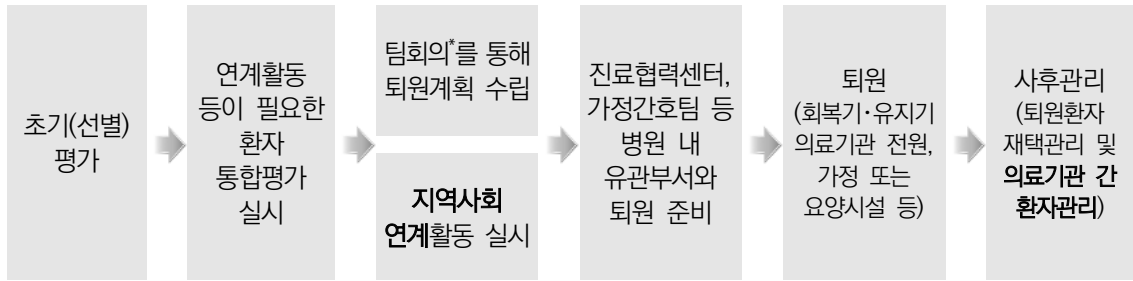 초기(선별)
평가
연계활동
등이 필요한
환자
통합평가
실시
팀회의*를 통해
퇴원계획 수립
지역사회
연계활동 실시
진료협력센터,
가정간호팀 등
병원 내
유관부서와
퇴원 준비
퇴원
(회복기·유지기
의료기관 전원,
가정 또는
요양시설 등)
사후관리
(퇴원환자
재택관리 및
의료기관 간
환자관리)